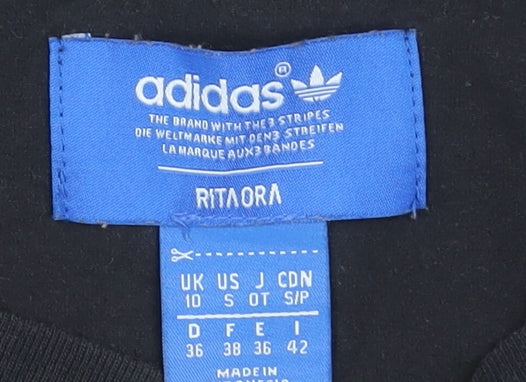 adidas®
THE BRAND WITH THE 3 STRIPES
DIE WELTMARKE MIT DEN 3 STREIFEN
LA MARQUE AUX 3 BANDES
RITA ORA
UK US J CDN
10 S OT S/P
D F E I
36 38 36 42
MADE IN